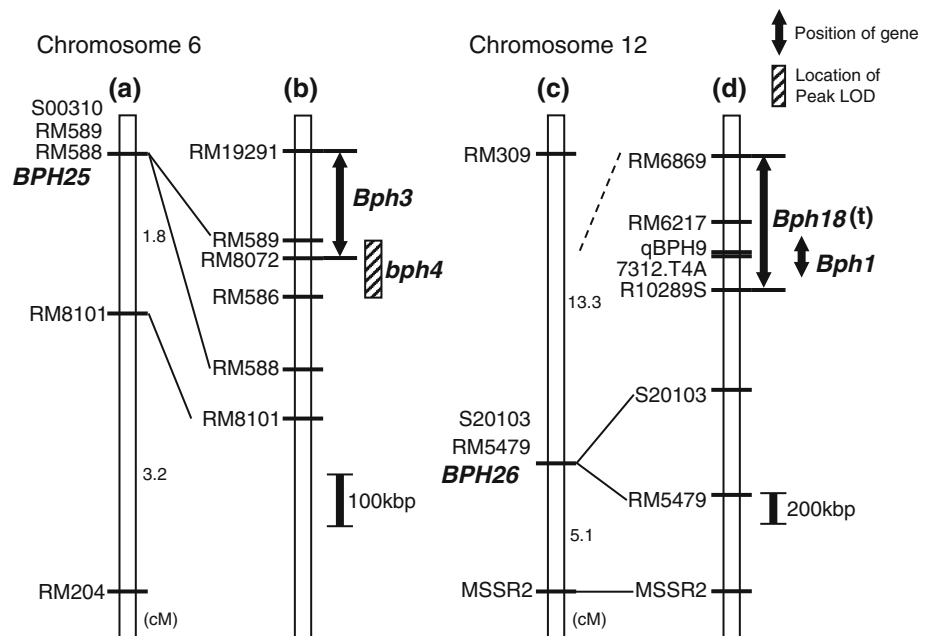 Chromosome 6
Chromosome 12
Position of gene
Location of
Peak LOD
(a)
S00310
RM589
RM588
BPH25
1.8
RM8101
3.2
RM204
(cM)
(b)
RM19291
Bph3
RM589
RM8072
bph4
RM586
RM588
RM8101
100kbp
(c)
RM309
13.3
S20103
RM5479
BPH26
5.1
MSSR2
(cM)
(d)
RM6869
Bph18(t)
RM6217
qBPH9
7312.T4A
Bph1
R10289S
S20103
RM5479
200kbp
MSSR2